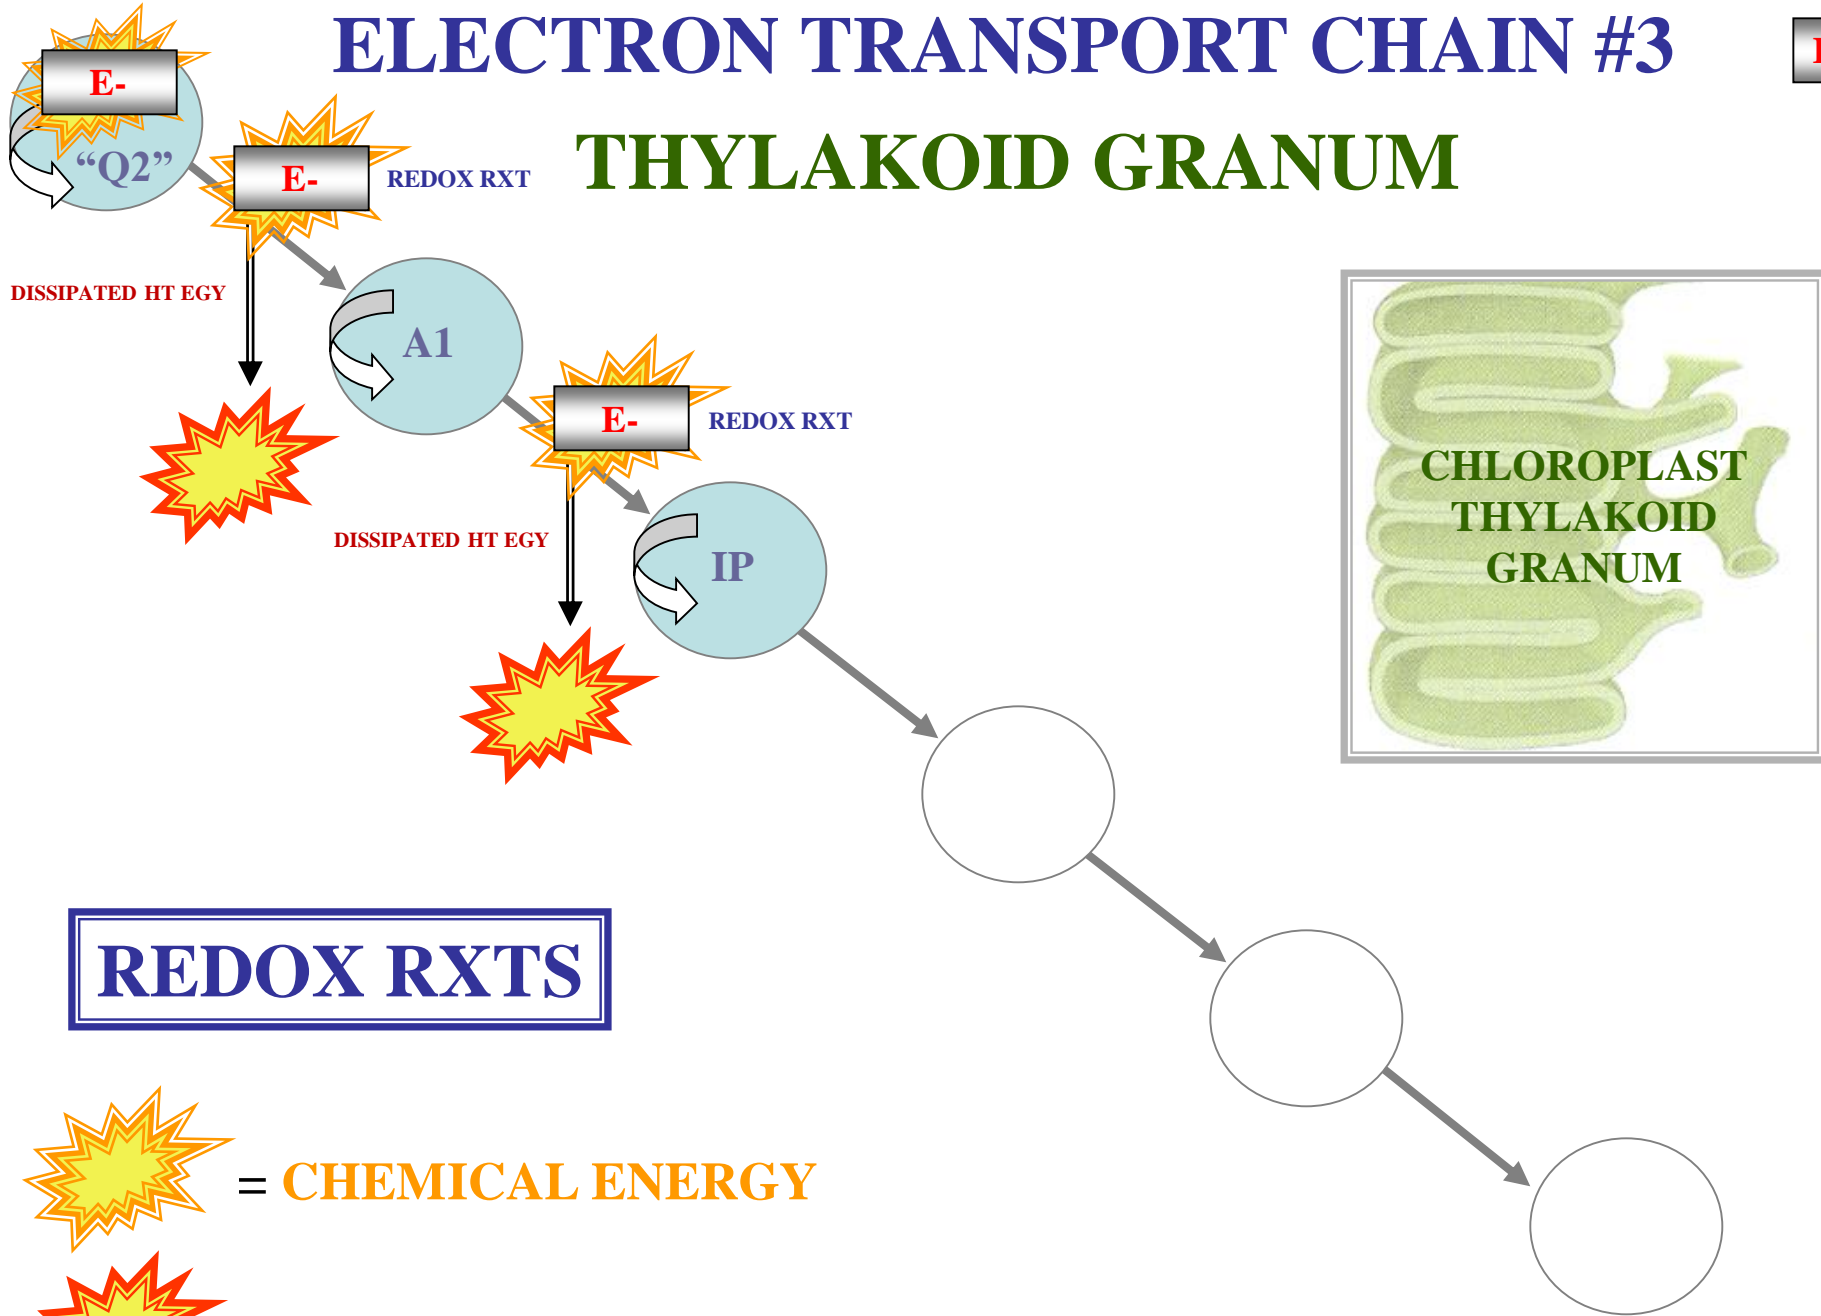 ELECTRON TRANSPORT CHAIN #3
THYLAKOID GRANUM
E-
“Q2”
E-
REDOX RXT
DISSIPATED HT EGY
A1
E-
REDOX RXT
DISSIPATED HT EGY
IP
CHLOROPLAST
THYLAKOID
GRANUM
REDOX RXTS
= CHEMICAL ENERGY